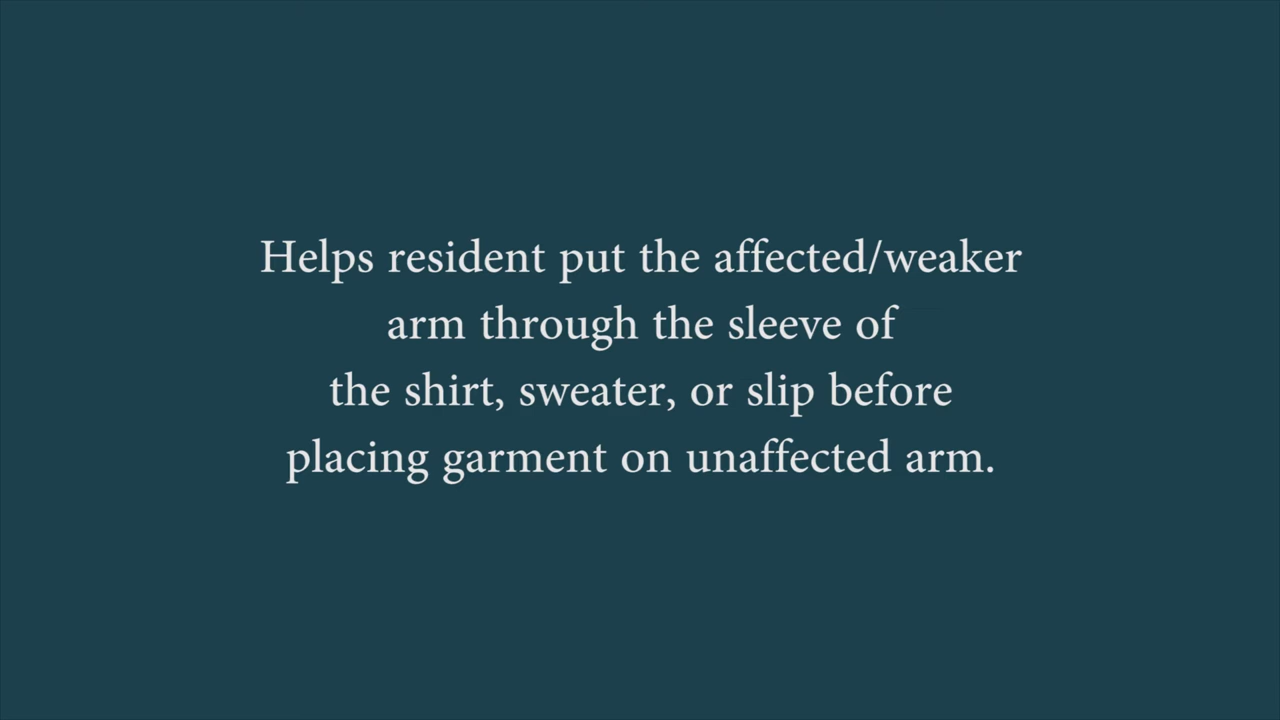 Helps resident put the affected/weaker
arm through the sleeve of
the shirt, sweater, or slip before
placing garment on unaffected arm.